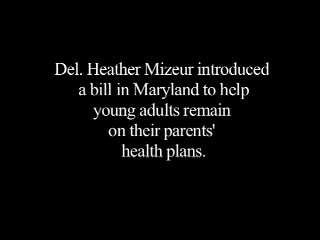 Del. Heather Mizeur introduced
a bill in Maryland to help
young adults remain
on their parents'
health plans.